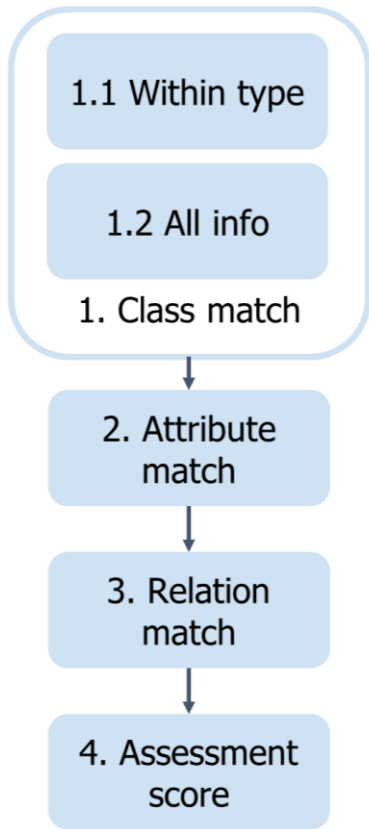 1.1 Within type
1.2 All info
1. Class match
2. Attribute
match
3. Relation
match
4. Assessment
score